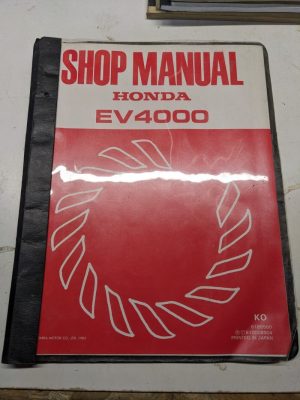 SHOP MANUAL
HONDA
EV4000
KO
PRINTED IN JAPAN